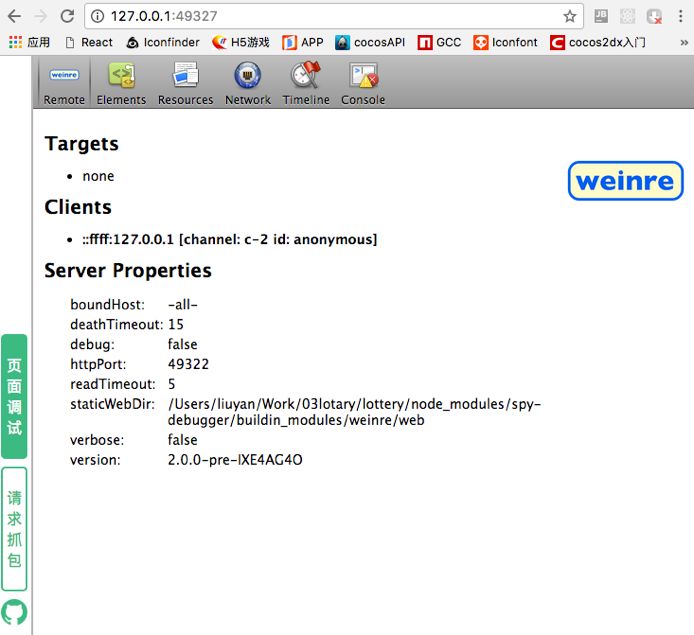 127.0.0.1:49327
应用 React Iconfinder H5游戏 APP cocosAPI GCC Iconfont cocos2dx入门 »
weinre
Remote Elements Resources Network Timeline Console
Targets
none
weinre
Clients
::ffff:127.0.0.1 [channel: c-2 id: anonymous]
Server Properties
boundHost: -all-
deathTimeout: 15
debug: false
httpPort: 49322
readTimeout: 5
staticWebDir: /Users/liuyan/Work/03lotary/lottery/node_modules/spy-
debugger/buildin_modules/weinre/web
verbose: false
version: 2.0.0-pre-IXE4AG4O
页面调试
请求抓包